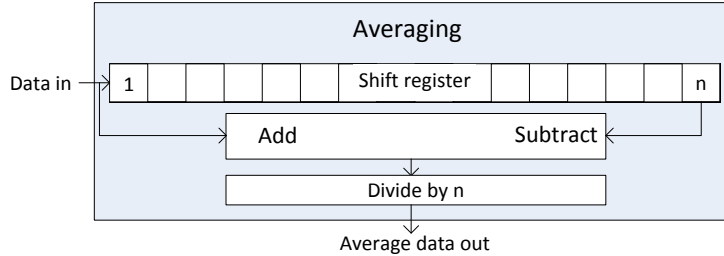 Averaging
Data in
1
Shift register
n
Add
Subtract
Divide by n
Average data out